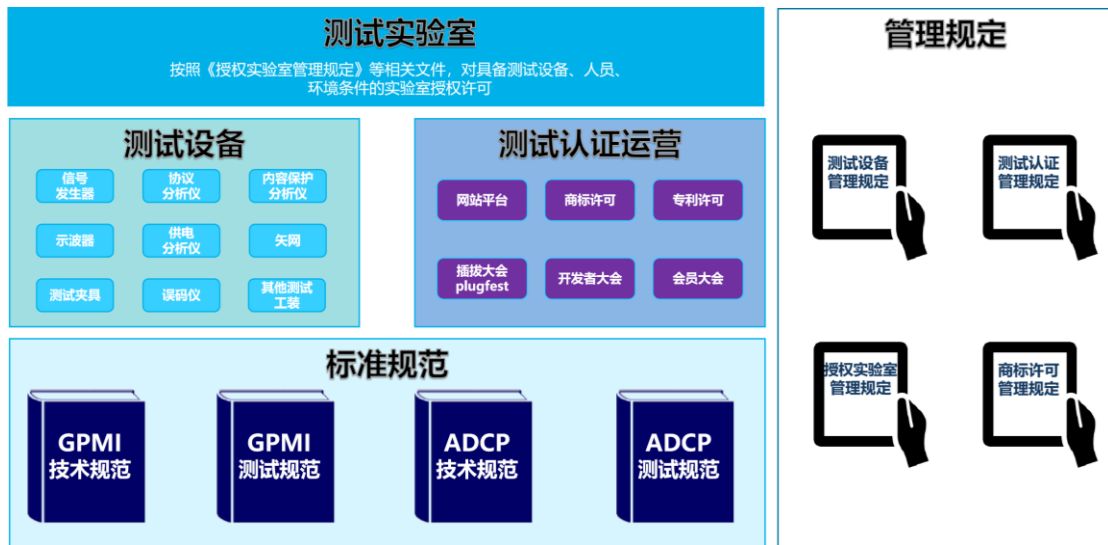 测试实验室
按照《授权实验室管理规定》等相关文件，对具备测试设备、人员、
环境条件的实验室授权许可
测试设备
信号
发生器
协议
分析仪
内容保护
分析仪
示波器
供电
分析仪
矢网
测试夹具
误码仪
其他测试
工装
测试认证运营
网站平台
商标许可
专利许可
插拔大会
plugfest
开发者大会
会员大会
标准规范
GPMI
技术规范
GPMI
测试规范
ADCP
技术规范
ADCP
测试规范
管理规定
测试设备
管理规定
测试认证
管理规定
授权实验室
管理规定
商标许可
管理规定